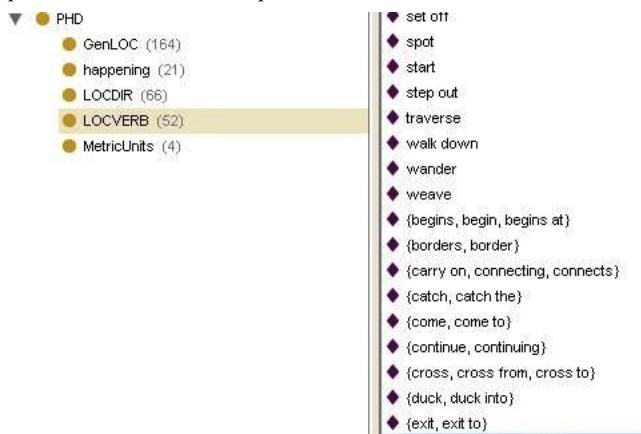 PHD
GenLOC (164)
happening (21)
LOCDIR (66)
LOCVERB (52)
MetricUnits (4)
set off
spot
start
step out
traverse
walk down
wander
weave
{begins, begin, begins at}
{borders, border}
{carry on, connecting, connects}
{catch, catch the}
{come, come to}
{continue, continuing}
{cross, cross from, cross to}
{duck, duck into}
{exit, exit to}